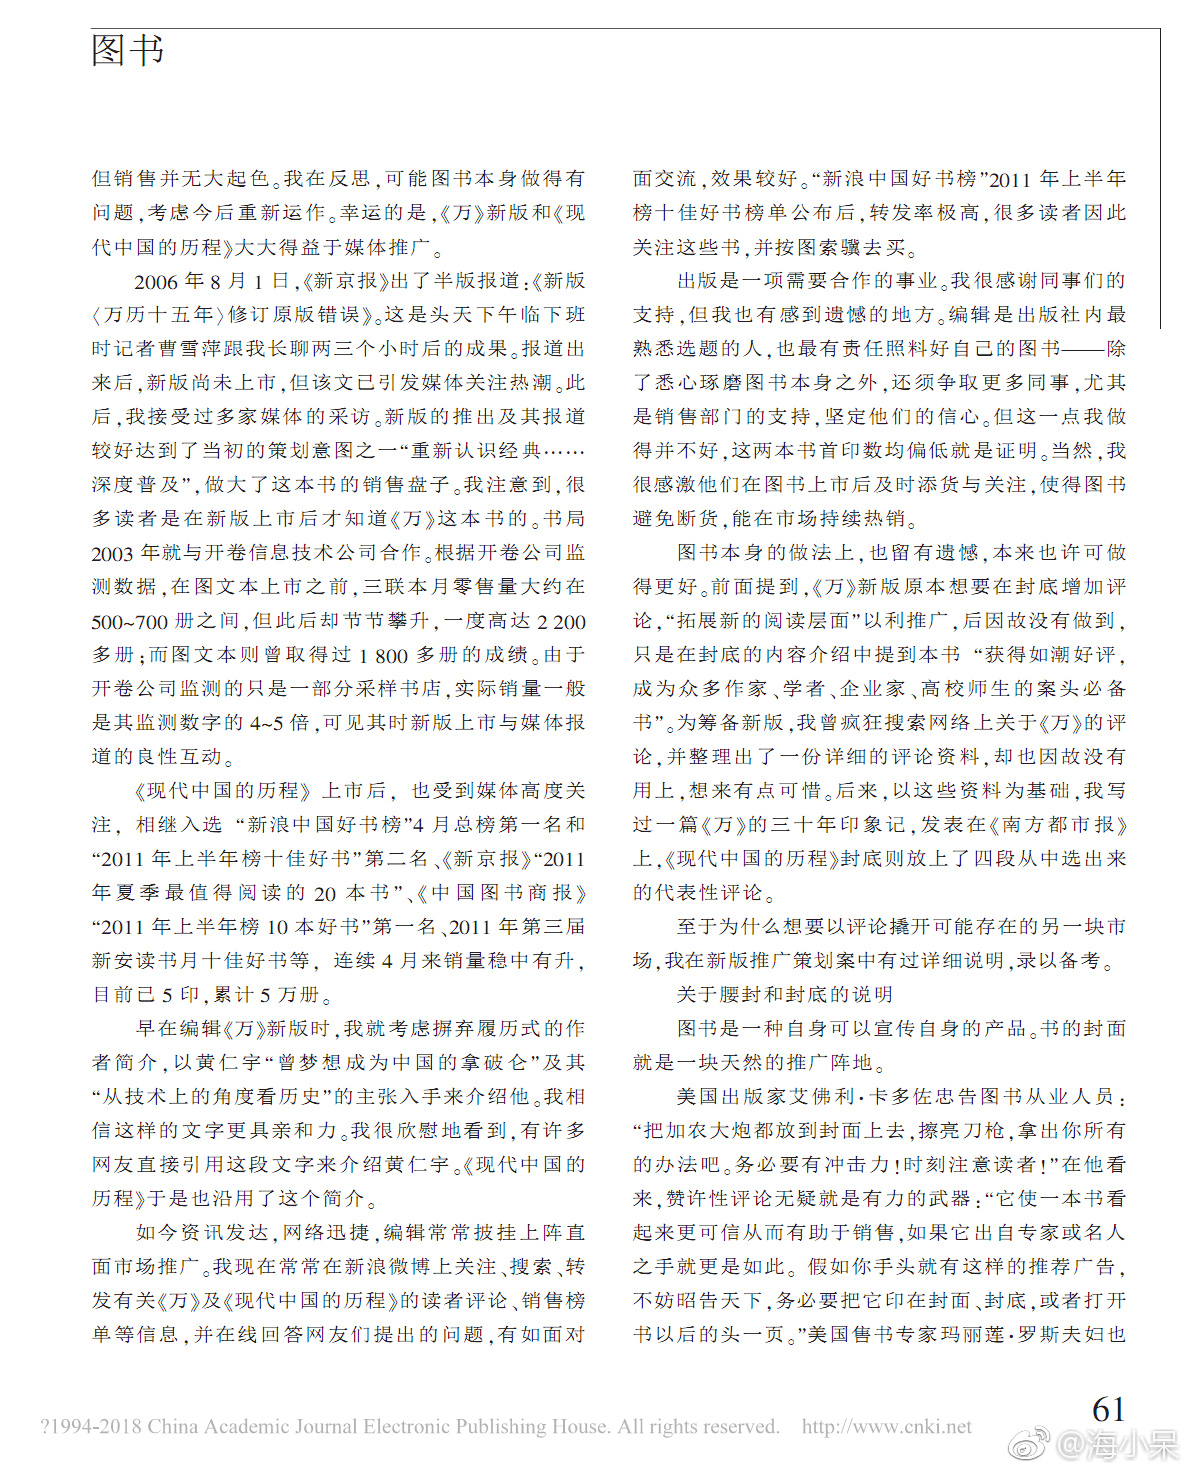 图书
但销售并无大起色。我在反思,可能图书本身做得有
问题,考虑今后重新运作。幸运的是,《万》新版和《现
代中国的历程》大大得益于媒体推广。
2006 年 8 月 1 日,《新京报》出了半版报道:《新版
〈万历十五年〉修订原版错误》。这是头天下午临下班
时记者曹雪萍跟我长聊两三个小时后的成果。报道出
来后,新版尚未上市,但该文已引发媒体关注热潮。此
后,我接受过多家媒体的采访。新版的推出及其报道
较好达到了当初的策划意图之一“重新认识经典……
深度普及”,做大了这本书的销售盘子。我注意到,很
多读者是在新版上市后才知道《万》这本书的。书局
2003 年就与开卷信息技术公司合作。根据开卷公司监
测数据,在图文本上市之前,三联本月零售量大约在
500~700 册之间,但此后却节节攀升,一度高达 2 200
多册;而图文本则曾取得过 1 800 多册的成绩。由于
开卷公司监测的只是一部分采样书店,实际销量一般
是其监测数字的 4~5 倍,可见其时新版上市与媒体报
道的良性互动。
《现代中国的历程》上市后, 也受到媒体高度关
注, 相继入选 “新浪中国好书榜”4 月总榜第一名和
“2011 年上半年榜十佳好书”第二名、《新京报》“2011
年夏季最值得阅读的 20 本书”、《中国图书商报》
“2011 年上半年榜 10 本好书”第一名、2011 年第三届
新安读书月十佳好书等, 连续 4 月来销量稳中有升,
目前已 5 印,累计 5 万册。
早在编辑《万》新版时,我就考虑摒弃履历式的作
者简介,以黄仁宇“曾梦想成为中国的拿破仑”及其
“从技术上的角度看历史”的主张入手来介绍他。我相
信这样的文字更具亲和力。我很欣慰地看到,有许多
网友直接引用这段文字来介绍黄仁宇。《现代中国的
历程》于是也沿用了这个简介。
如今资讯发达,网络迅捷,编辑常常披挂上阵直
面市场推广。我现在常常在新浪微博上关注、搜索、转
发有关《万》及《现代中国的历程》的读者评论、销售榜
单等信息,并在线回答网友们提出的问题,有如面对
面交流,效果较好。“新浪中国好书榜”2011 年上半年
榜十佳好书榜单公布后,转发率极高,很多读者因此
关注这些书,并按图索骥去买。
出版是一项需要合作的事业。我很感谢同事们的
支持,但我也有感到遗憾的地方。编辑是出版社内最
熟悉选题的人,也最有责任照料好自己的图书——除
了悉心琢磨图书本身之外,还须争取更多同事,尤其
是销售部门的支持,坚定他们的信心。但这一点我做
得并不好,这两本书首印数均偏低就是证明。当然,我
很感激他们在图书上市后及时添货与关注,使得图书
避免断货,能在市场持续热销。
图书本身的做法上,也留有遗憾,本来也许可做
得更好。前面提到,《万》新版原本想要在封底增加评
论,“拓展新的阅读层面”以利推广,后因故没有做到,
只是在封底的内容介绍中提到本书 “获得如潮好评,
成为众多作家、学者、企业家、高校师生的案头必备
书”。为筹备新版,我曾疯狂搜索网络上关于《万》的评
论,并整理出了一份详细的评论资料,却也因故没有
用上,想来有点可惜。后来,以这些资料为基础,我写
过一篇《万》的三十年印象记,发表在《南方都市报》
上,《现代中国的历程》封底则放上了四段从中选出来
的代表性评论。
至于为什么想要以评论撬开可能存在的另一块市
场,我在新版推广策划案中有过详细说明,录以备考。
关于腰封和封底的说明
图书是一种自身可以宣传自身的产品。书的封面
就是一块天然的推广阵地。
美国出版家艾佛利·卡多佐忠告图书从业人员:
“把加农大炮都放到封面上去,擦亮刀枪,拿出你所有
的办法吧。务必要有冲击力!时刻注意读者!”在他看
来,赞许性评论无疑就是有力的武器:“它使一本书看
起来更可信从而有助于销售,如果它出自专家或名人
之手就更是如此。假如你手头就有这样的推荐广告,
不妨昭告天下,务必要把它印在封面、封底,或者打开
书以后的头一页。”美国售书专家玛丽莲·罗斯夫妇也
61
?1994-2018 China Academic Journal Electronic Publishing House. All rights reserved. http://www.cnki.net
@海小呆